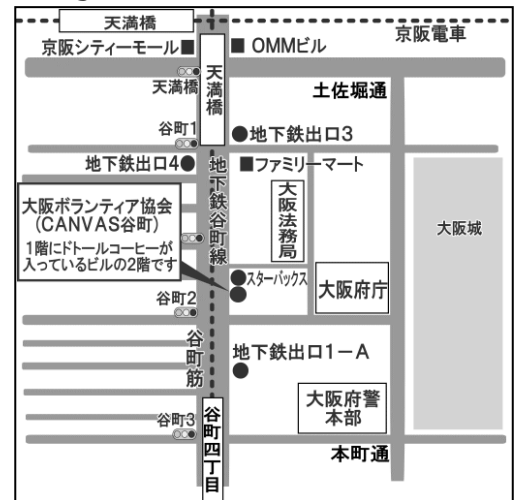 天満橋
京阪電車
京阪シティーモール■
■ OMMビル
天満橋
天満橋
土佐堀通
谷町1
●地下鉄出口3
地下鉄出口4●
■ファミリーマート
地下鉄谷町線
大阪法務局
大阪城
大阪ボランティア協会
(CANVAS谷町)
1階にドトールコーヒーが
入っているビルの2階です
●スターバックス
大阪府庁
谷町2
谷町筋
地下鉄出口1－A
大阪府警
本部
谷町3
谷町四丁目
本町通